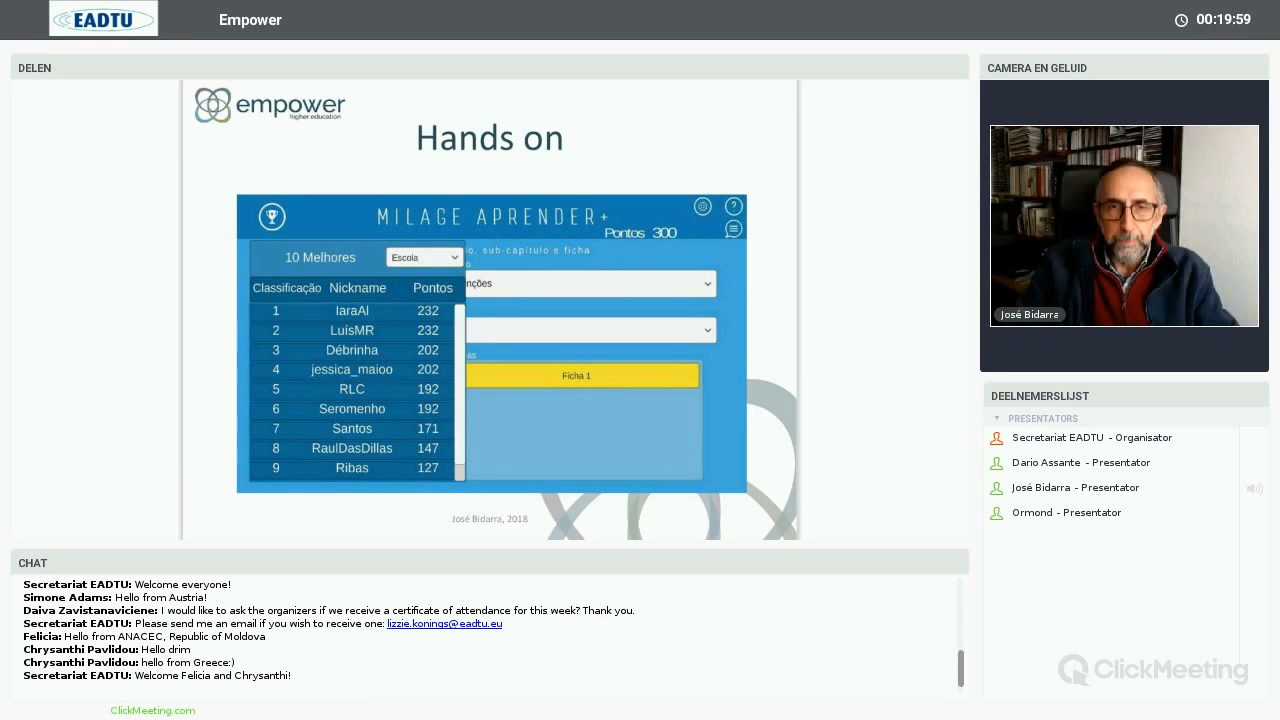 EADTU
Empower
00:19:59
DELEN
empower
higher education
Hands on
MILAGE APRENDER+
Pontos 300
10 Melhores
Escola
o, sub-capítulo e ficha
o
nções
Classificação Nickname Pontos
1 IaraAl 232
2 LuísMR 232
3 Débrinha 202
4 jessica_maioo 202
5 RLC 192
6 Seromenho 192
7 Santos 171
8 RaulDasDillas 147
9 Ribas 127
as
Ficha 1
José Bidarra, 2018
CAMERA EN GELUID
José Bidarra
DEELNEMERSLIJST
PRESENTATORS
Secretariat EADTU - Organisator
Dario Assante - Presentator
José Bidarra - Presentator
Ormond - Presentator
CHAT
Secretariat EADTU: Welcome everyone!
Simone Adams: Hello from Austria!
Daiva Zavistanaviciene: I would like to ask the organizers if we receive a certificate of attendance for this week? Thank you.
Secretariat EADTU: Please send me an email if you wish to receive one: lizzie.konings@eadtu.eu
Felicia: Hello from ANACEC, Republic of Moldova
Chrysanthi Pavlidou: Hello drim
Chrysanthi Pavlidou: hello from Greece:)
Secretariat EADTU: Welcome Felicia and Chrysanthi!
ClickMeeting
ClickMeeting.com